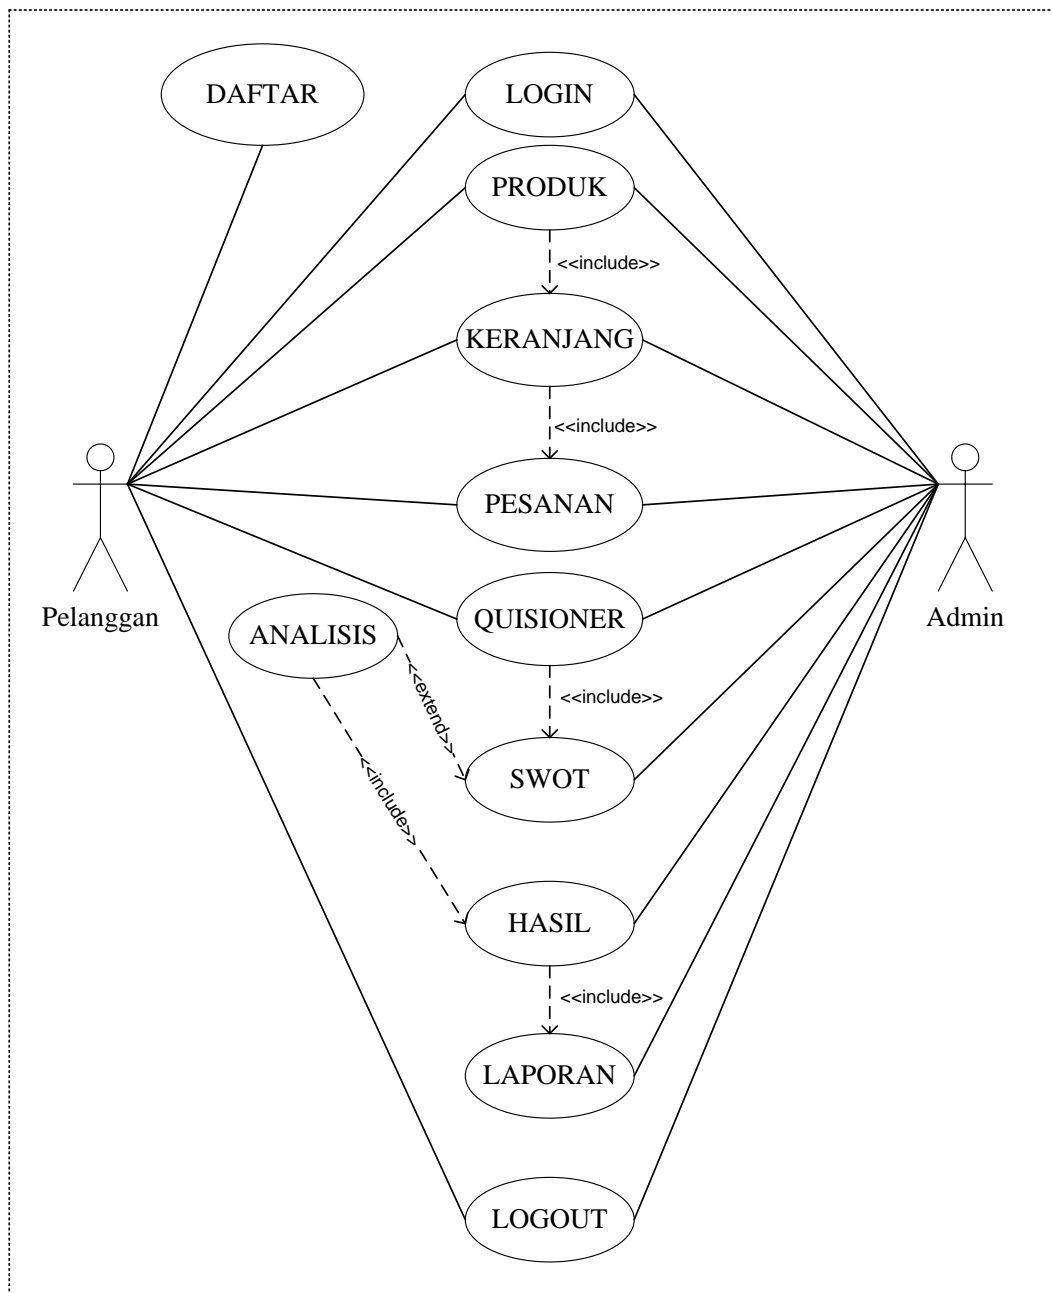 DAFTAR
LOGIN
PRODUK
<<include>>
KERANJANG
<<include>>
PESANAN
Pelanggan
Admin
QUISIONER
ANALISIS
<<extend>>
<<include>>
SWOT
<<include>>
HASIL
<<include>>
LAPORAN
LOGOUT